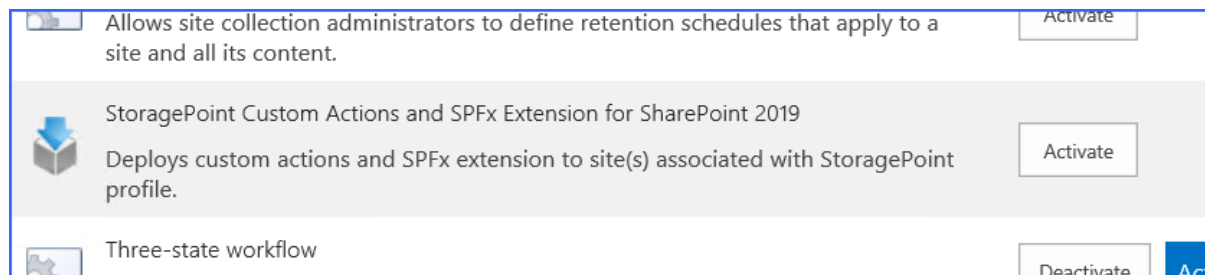 Allows site collection administrators to define retention schedules that apply to a
Activate
site and all its content.
StoragePoint Custom Actions and SPFx Extension for SharePoint 2019
Deploys custom actions and SPFx extension to site(s) associated with StoragePoint
Activate
profile.
Three-state workflow
Deactivate